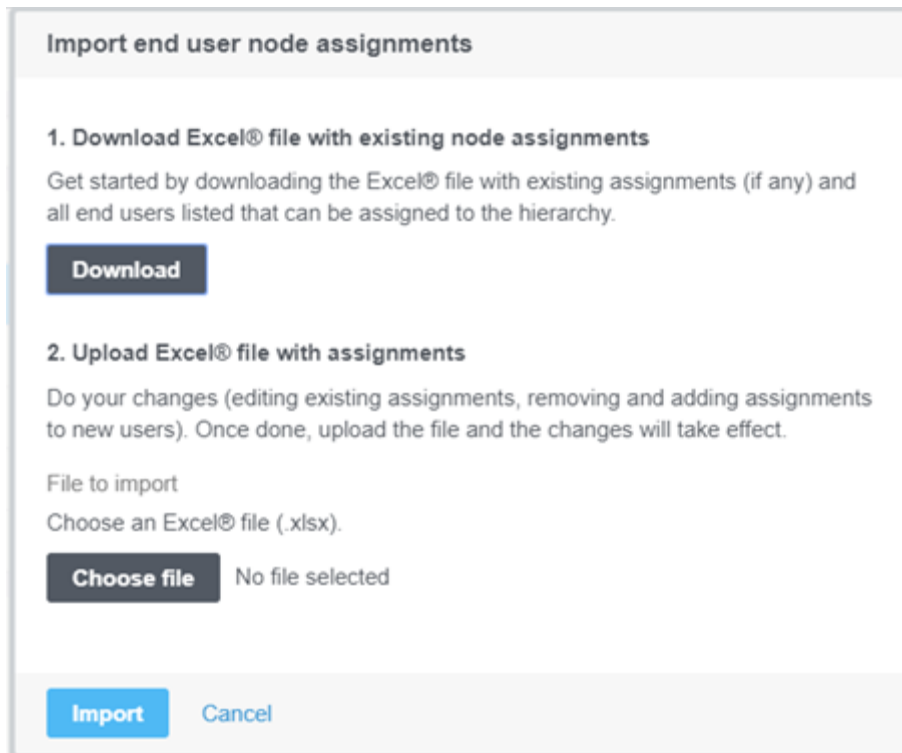 Import end user node assignments
1. Download Excel® file with existing node assignments
Get started by downloading the Excel® file with existing assignments (if any) and
all end users listed that can be assigned to the hierarchy.
Download
2. Upload Excel® file with assignments
Do your changes (editing existing assignments, removing and adding assignments
to new users). Once done, upload the file and the changes will take effect.
File to import
Choose an Excel® file (.xlsx).
Choose file No file selected
Import Cancel